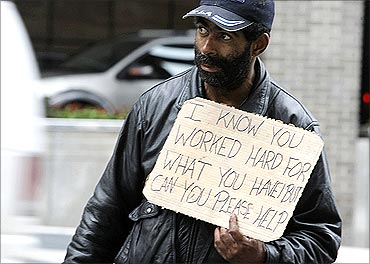 I KNOW YOU
WORKED HARD FOR
WHAT YOU HAVE! BUT
CAN YOU PLEASE HELP?